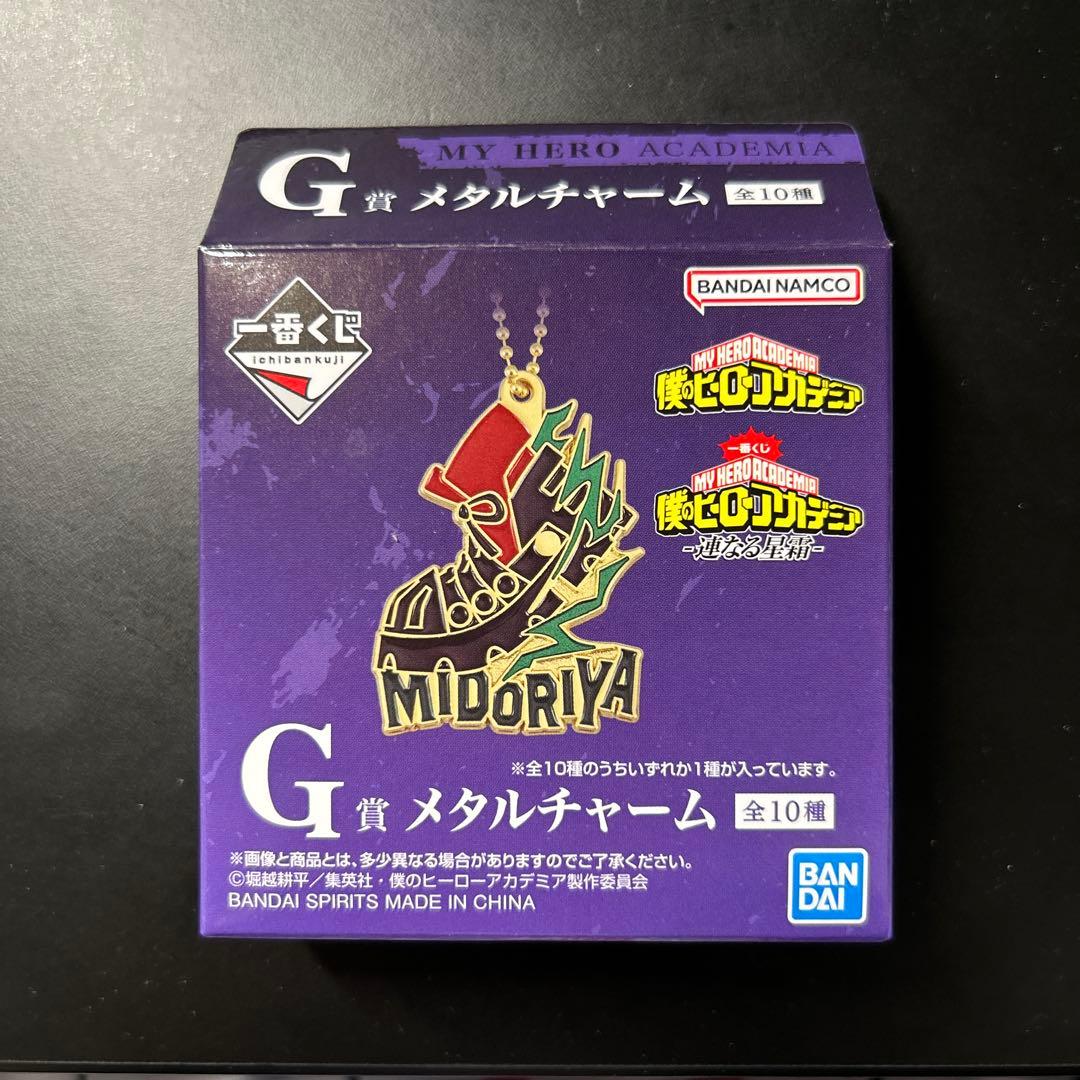 MY HERO ACADEMIA
G賞 メタルチャーム 全10種
BANDAI NAMCO
一番くじ
ichibankuji
MY HERO ACADEMIA
僕のヒーローアカデミア
一番くじ
MY HERO ACADEMIA
僕のヒーローアカデミア
-連なる星霜-
MIDORIYA
※全10種のうちいずれか1種が入っています。
G賞 メタルチャーム 全10種
※画像と商品とは、多少異なる場合がありますのでご了承ください。
©堀越耕平／集英社・僕のヒーローアカデミア製作委員会
BANDAI SPIRITS MADE IN CHINA
BAN
DAI